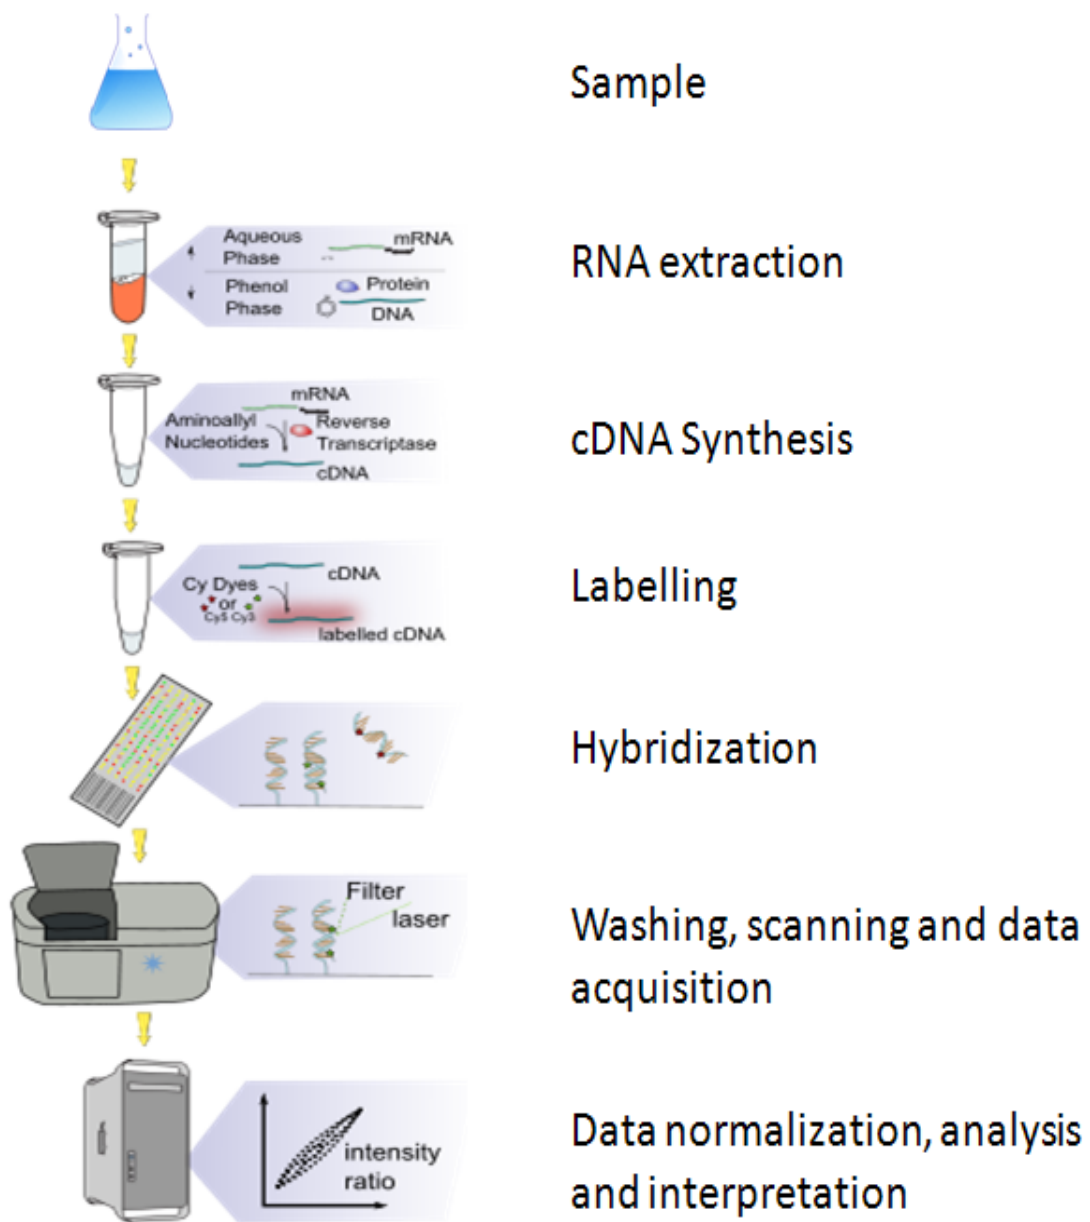 Sample
Aqueous
Phase
mRNA
Phenol
Phase
Protein
DNA
RNA extraction
mRNA
Aminoallyl
Nucleotides
Reverse
Transcriptase
cDNA
cDNA Synthesis
cDNA
Cy Dyes
or
Cy5 Cy3
labelled cDNA
Labelling
Hybridization
Filter
laser
Washing, scanning and data
acquisition
intensity
ratio
Data normalization, analysis
and interpretation